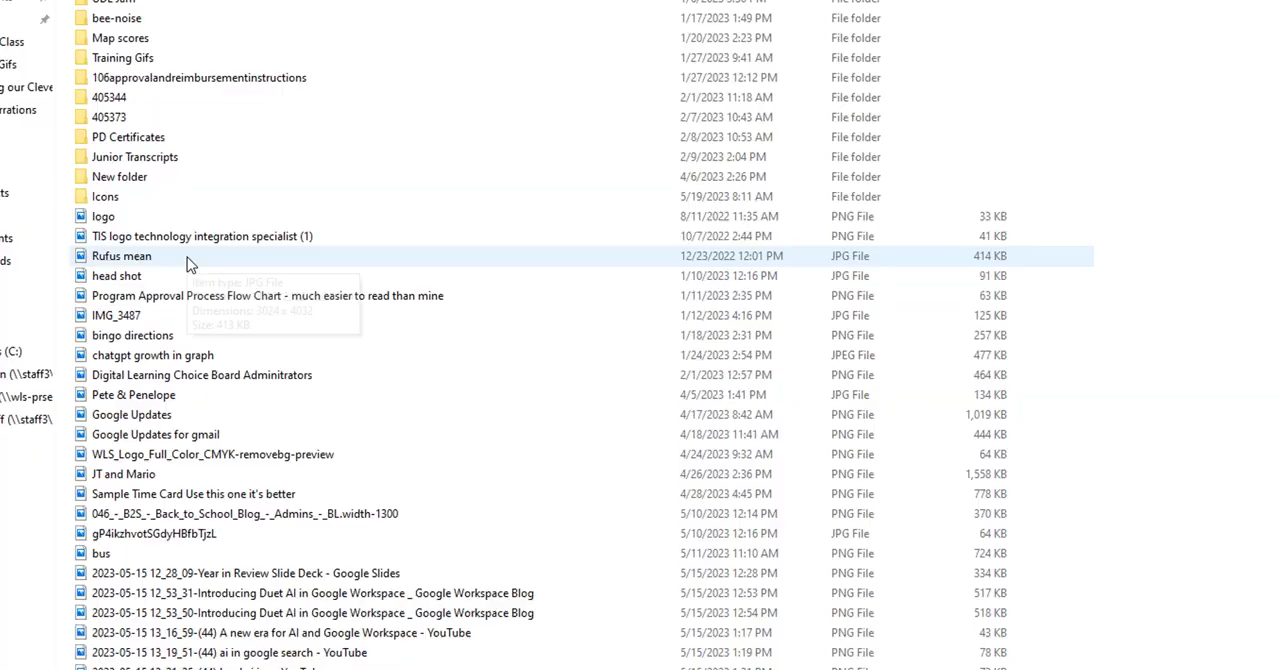 bee-noise 1/17/2023 1:49 PM File folder
Class Map scores 1/20/2023 2:23 PM File folder
Gifs Training Gifs 1/27/2023 9:41 AM File folder
g our Cleve 106approvalandreimbursementinstructions 1/27/2023 12:12 PM File folder
rrations 405344 2/1/2023 11:18 AM File folder
405373 2/7/2023 10:43 AM File folder
PD Certificates 2/8/2023 10:53 AM File folder
Junior Transcripts 2/9/2023 2:04 PM File folder
New folder 4/6/2023 2:26 PM File folder
ts Icons 5/19/2023 8:11 AM File folder
logo 8/11/2022 11:35 AM PNG File 33 KB
nts TIS logo technology integration specialist (1) 10/7/2022 2:44 PM PNG File 41 KB
ds Rufus mean 12/23/2022 12:01 PM JPG File 414 KB
head shot 1/10/2023 12:16 PM JPG File 91 KB
Item type: JPG File
Program Approval Process Flow Chart - much easier to read than mine 1/11/2023 2:35 PM PNG File 63 KB
Dimensions: 3024 x 4032
IMG_3487 1/12/2023 4:16 PM JPG File 125 KB
Size: 413 KB
bingo directions 1/18/2023 2:31 PM PNG File 257 KB
s (C:) chatgpt growth in graph 1/24/2023 2:54 PM JPEG File 477 KB
n (\\staff3\ Digital Learning Choice Board Adminitrators 2/1/2023 12:57 PM PNG File 464 KB
(\\wls-prse Pete & Penelope 4/5/2023 1:41 PM JPG File 134 KB
ff (\\staff3\ Google Updates 4/17/2023 8:42 AM PNG File 1,019 KB
Google Updates for gmail 4/18/2023 11:41 AM PNG File 444 KB
WLS_Logo_Full_Color_CMYK-removebg-preview 4/24/2023 9:32 AM PNG File 64 KB
JT and Mario 4/26/2023 2:36 PM PNG File 1,558 KB
Sample Time Card Use this one it's better 4/28/2023 4:45 PM PNG File 778 KB
046_-_B2S_-_Back_to_School_Blog_-_Admins_-_BL.width-1300 5/10/2023 12:14 PM PNG File 370 KB
gP4ikzhvotSGdyHBfbTjzL 5/10/2023 12:16 PM JPG File 64 KB
bus 5/11/2023 11:10 AM PNG File 724 KB
2023-05-15 12_28_09-Year in Review Slide Deck - Google Slides 5/15/2023 12:28 PM PNG File 334 KB
2023-05-15 12_53_31-Introducing Duet AI in Google Workspace _ Google Workspace Blog 5/15/2023 12:53 PM PNG File 517 KB
2023-05-15 12_53_50-Introducing Duet AI in Google Workspace _ Google Workspace Blog 5/15/2023 12:54 PM PNG File 518 KB
2023-05-15 13_16_59-(44) A new era for AI and Google Workspace - YouTube 5/15/2023 1:17 PM PNG File 43 KB
2023-05-15 13_19_51-(44) ai in google search - YouTube 5/15/2023 1:19 PM PNG File 78 KB